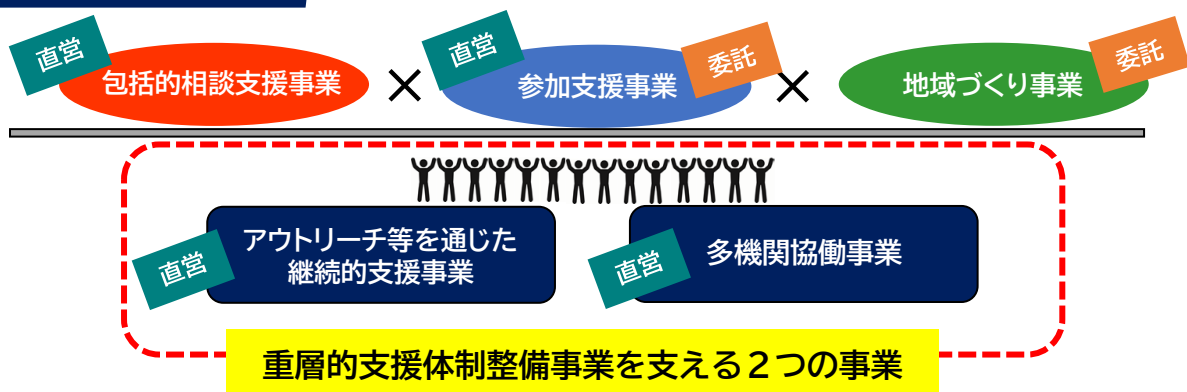 直営
包括的相談支援事業
×
直営
参加支援事業
委託
×
地域づくり事業
委託
直営
アウトリーチ等を通じた
継続的支援事業
直営
多機関協働事業
重層的支援体制整備事業を支える２つの事業